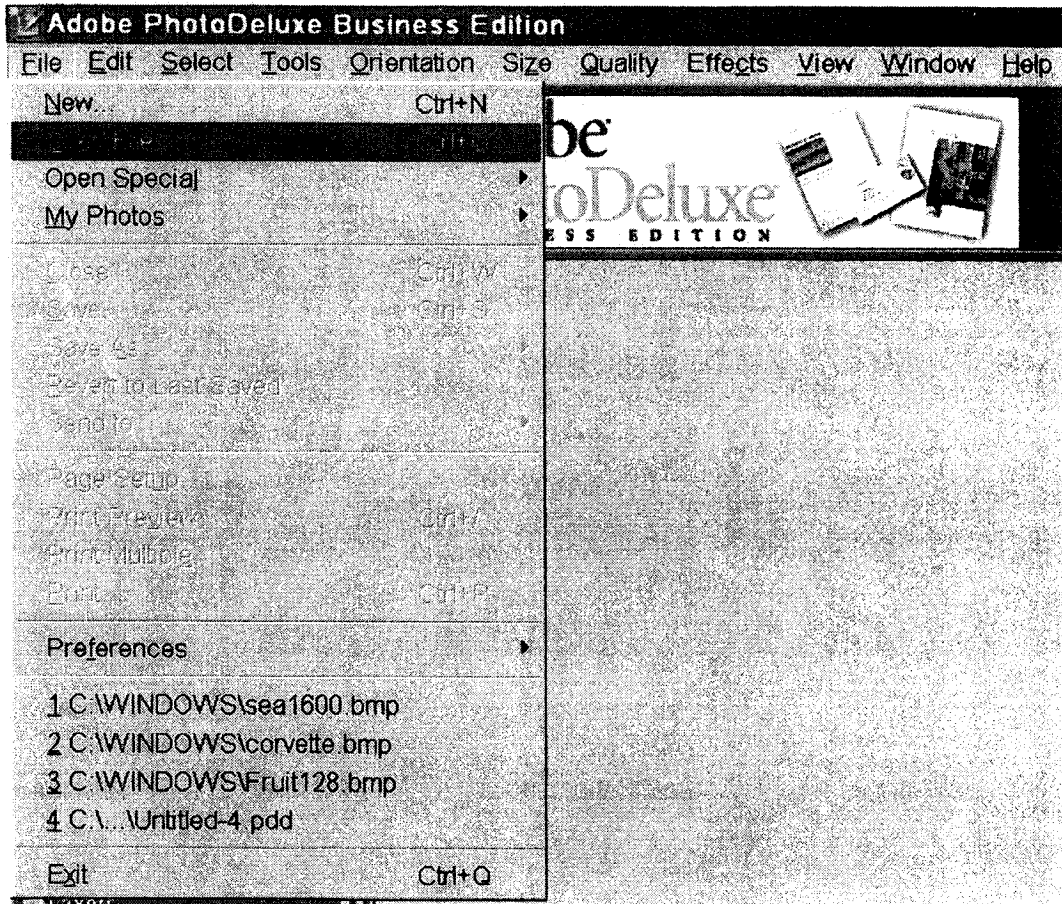 Adobe PhotoDeluxe Business Edition
File Edit Select Tools Orientation Size Quality Effects View Window Help
New... Ctrl+N
Open Special
My Photos
Close Ctrl+W
Save Ctrl+S
Save As
Revert to Last Saved
Send to
Page Setup...
Print Preview
Print Multiple
Print... Ctrl+P
Preferences
1 C:\WINDOWS\sea1600.bmp
2 C:\WINDOWS\corvette.bmp
3 C:\WINDOWS\Fruit128.bmp
4 C:\...\Untitled-4.pdd
Exit Ctrl+Q
be
toDeluxe
ESS EDITION